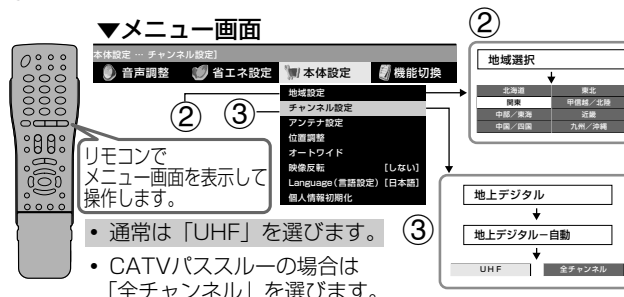 ▼メニュー画面
本体設定 … チャンネル設定]
音声調整 省エネ設定 本体設定 機能切換
地域設定
チャンネル設定
アンテナ設定
位置調整
オートワイド
映像反転 [しない]
Language(言語設定) [日本語]
個人情報初期化
② ③
リモコンで
メニュー画面を表示して
操作します。
• 通常は「UHF」を選びます。
• CATVパススルーの場合は
「全チャンネル」を選びます。
②
地域選択
北海道 東北
関東 甲信越/北陸
中部/東海 近畿
中国/四国 九州/沖縄
③
地上デジタル
地上デジタルー自動
UHF 全チャンネル